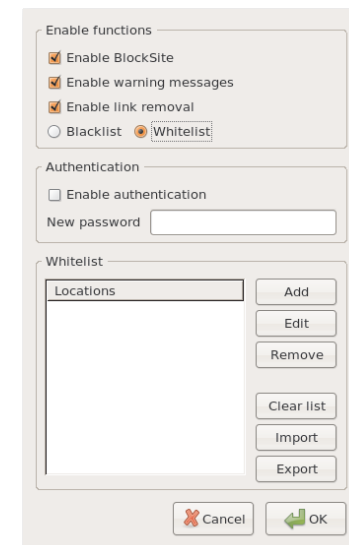 Enable functions
Enable BlockSite
Enable warning messages
Enable link removal
Blacklist Whitelist
Authentication
Enable authentication
New password
Whitelist
Locations
Add
Edit
Remove
Clear list
Import
Export
Cancel OK